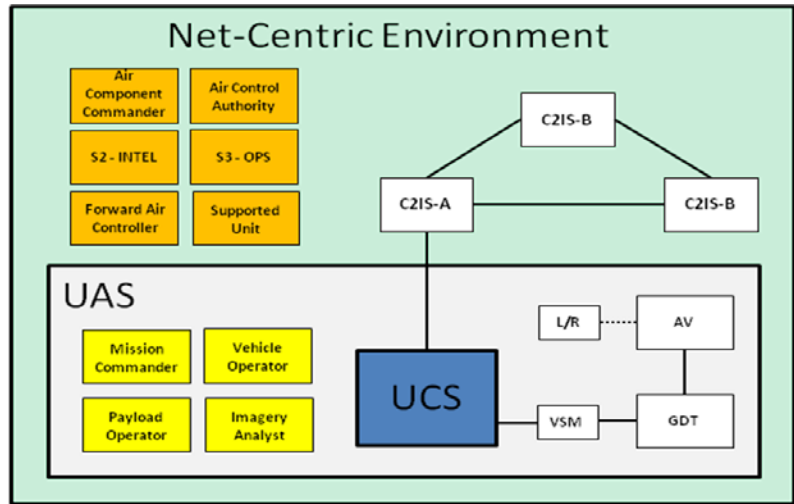 Net-Centric Environment
Air
Component
Commander
Air Control
Authority
S2 - INTEL
S3 - OPS
Forward Air
Controller
Supported
Unit
C2IS-B
C2IS-A
C2IS-B
UAS
Mission
Commander
Vehicle
Operator
Payload
Operator
Imagery
Analyst
UCS
L/R
AV
VSM
GDT